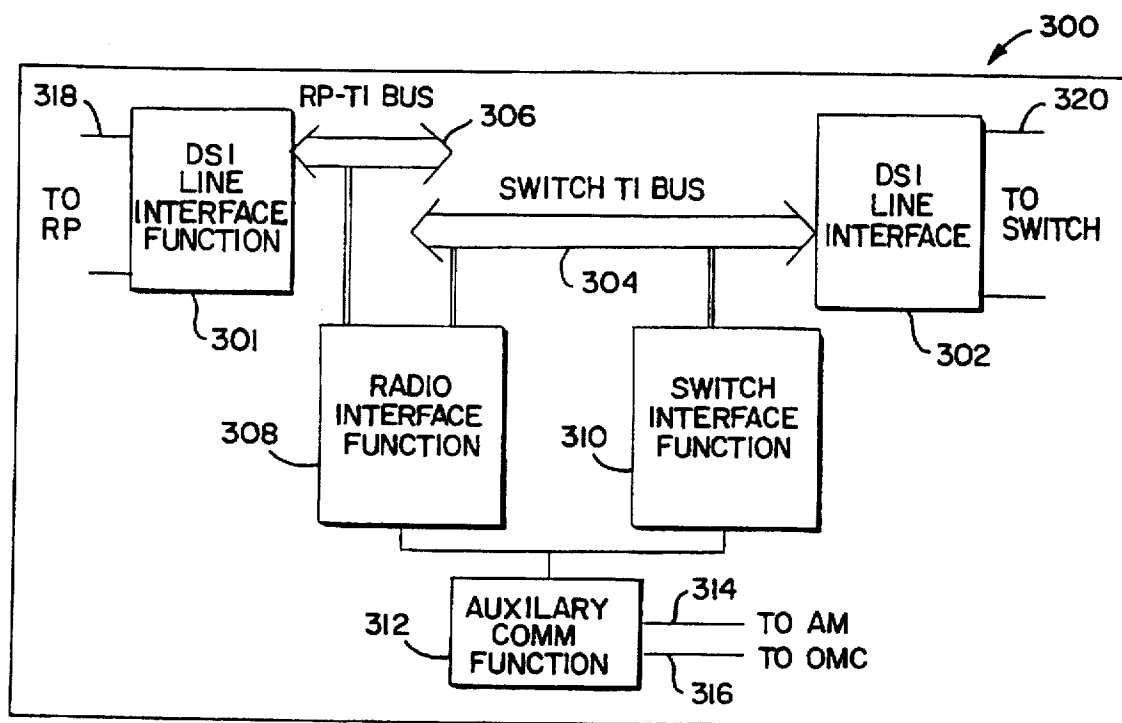 300
318
RP-T1 BUS
306
320
DS1
LINE
INTERFACE
FUNCTION
TO
RP
SWITCH T1 BUS
DS1
LINE
INTERFACE
TO
SWITCH
301
304
302
RADIO
INTERFACE
FUNCTION
308
SWITCH
INTERFACE
FUNCTION
310
AUXILARY
COMM
FUNCTION
312
314
TO AM
TO OMC
316